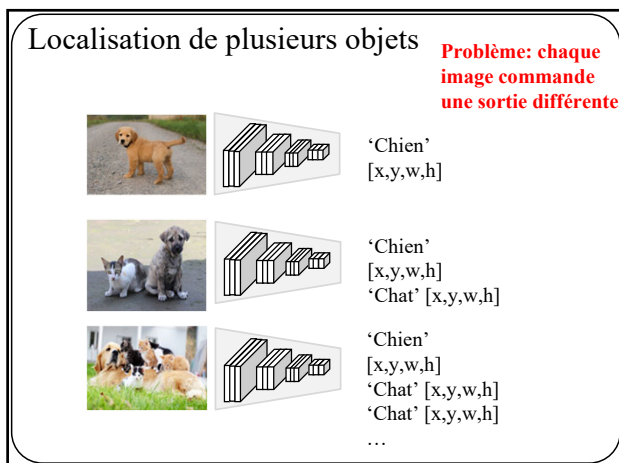 Localisation de plusieurs objets
Problème: chaque
image commande
une sortie différente
‘Chien’
[x,y,w,h]
‘Chien’
[x,y,w,h]
‘Chat’ [x,y,w,h]
‘Chien’
[x,y,w,h]
‘Chat’ [x,y,w,h]
‘Chat’ [x,y,w,h]
…